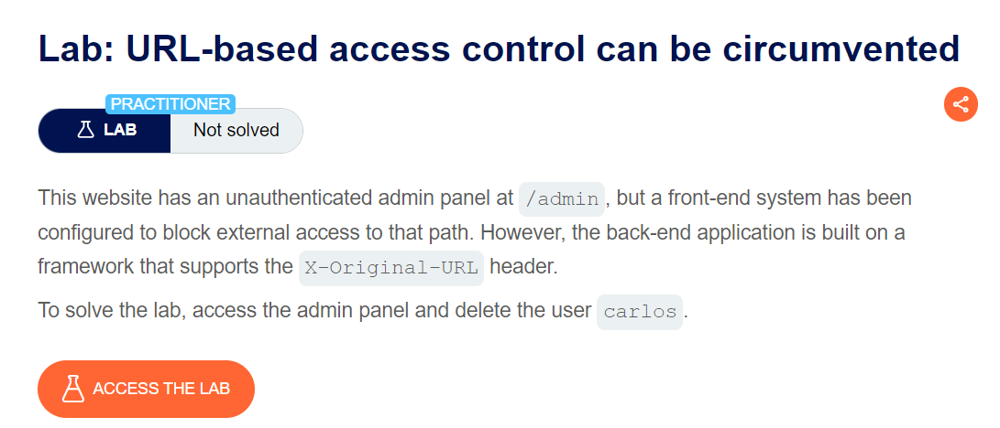 Lab: URL-based access control can be circumvented
PRACTITIONER
LAB Not solved
This website has an unauthenticated admin panel at /admin, but a front-end system has been
configured to block external access to that path. However, the back-end application is built on a
framework that supports the X-Original-URL header.
To solve the lab, access the admin panel and delete the user carlos.
ACCESS THE LAB